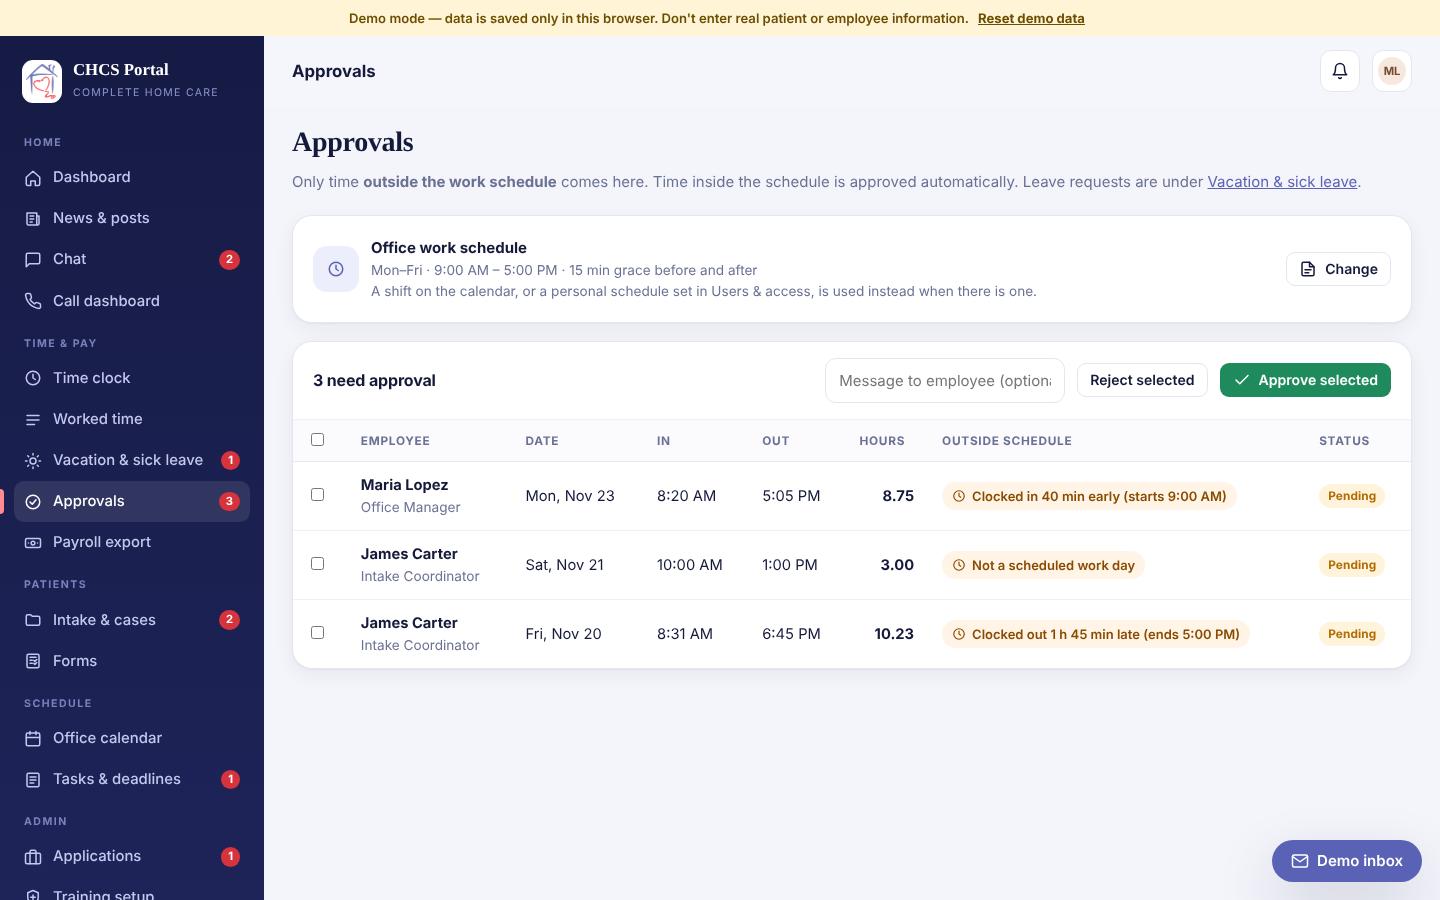 Demo mode — data is saved only in this browser. Don't enter real patient or employee information. Reset demo data
CHCS Portal
COMPLETE HOME CARE
HOME
Dashboard
News & posts
Chat 2
Call dashboard
TIME & PAY
Time clock
Worked time
Vacation & sick leave 1
Approvals 3
Payroll export
PATIENTS
Intake & cases 2
Forms
SCHEDULE
Office calendar
Tasks & deadlines 1
ADMIN
Applications 1
Training setup
Approvals
ML
Approvals
Only time outside the work schedule comes here. Time inside the schedule is approved automatically. Leave requests are under Vacation & sick leave.
Office work schedule
Mon–Fri · 9:00 AM – 5:00 PM · 15 min grace before and after
A shift on the calendar, or a personal schedule set in Users & access, is used instead when there is one.
Change
3 need approval
Message to employee (optiona
Reject selected
Approve selected
EMPLOYEE DATE IN OUT HOURS OUTSIDE SCHEDULE STATUS
Maria Lopez
Office Manager
Mon, Nov 23 8:20 AM 5:05 PM 8.75 Clocked in 40 min early (starts 9:00 AM) Pending
James Carter
Intake Coordinator
Sat, Nov 21 10:00 AM 1:00 PM 3.00 Not a scheduled work day Pending
James Carter
Intake Coordinator
Fri, Nov 20 8:31 AM 6:45 PM 10.23 Clocked out 1 h 45 min late (ends 5:00 PM) Pending
Demo inbox